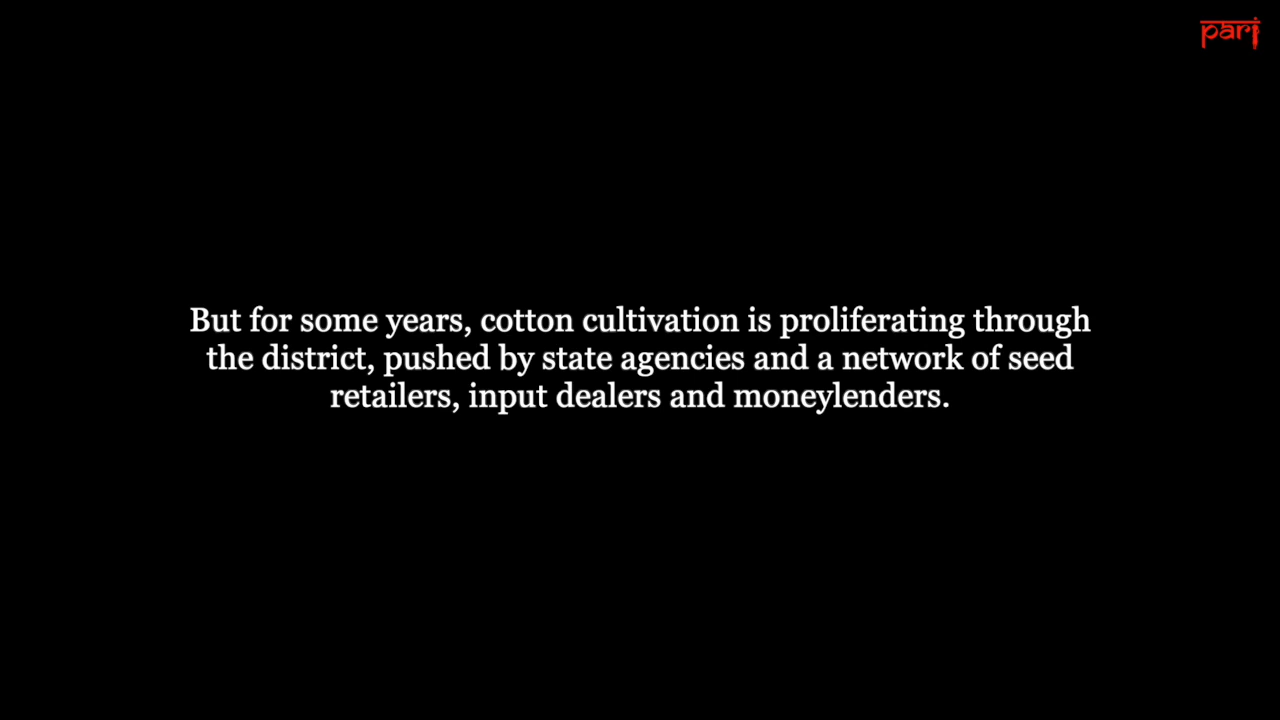 pari
But for some years, cotton cultivation is proliferating through
the district, pushed by state agencies and a network of seed
retailers, input dealers and moneylenders.